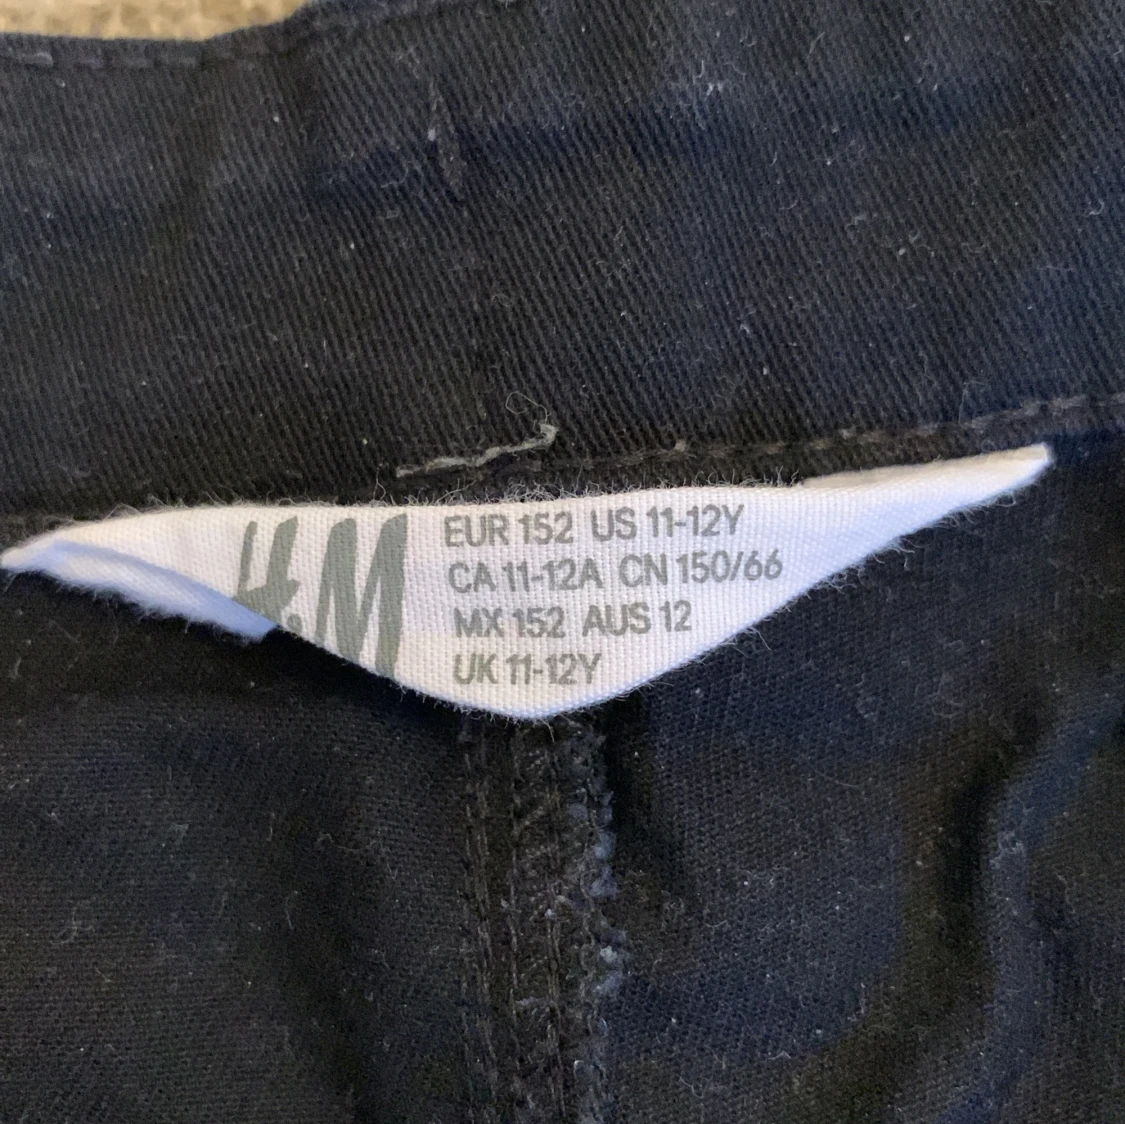 H&M
EUR 152 US 11-12Y
CA 11-12A CN 150/66
MX 152 AUS 12
UK 11-12Y